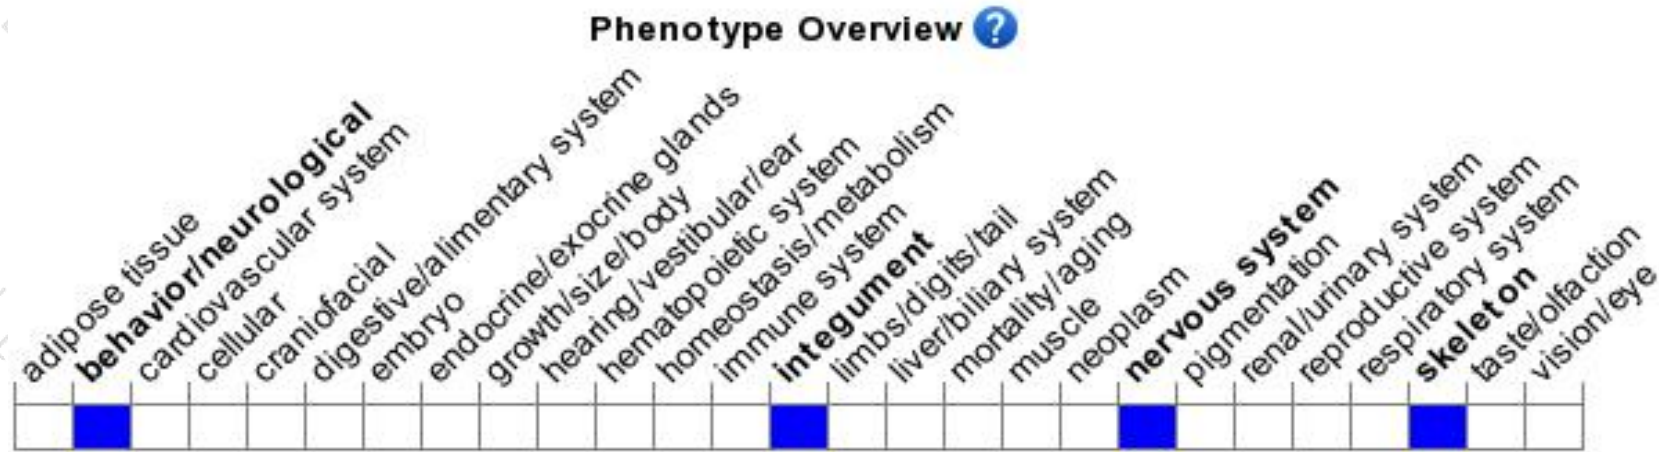 Phenotype Overview ?
adipose tissue
behavior/neurological
cardiovascular system
cellular
craniofacial
digestive/alimentary system
embryo
endocrine/exocrine glands
growth/size/body
hearing/vestibular/ear
hematopoietic system
homeostasis/metabolism
immune system
integument
limbs/digits/tail
liver/biliary system
mortality/aging
muscle
neoplasm
nervous system
pigmentation
renal/urinary system
reproductive system
respiratory system
skeleton
taste/olfaction
vision/eye